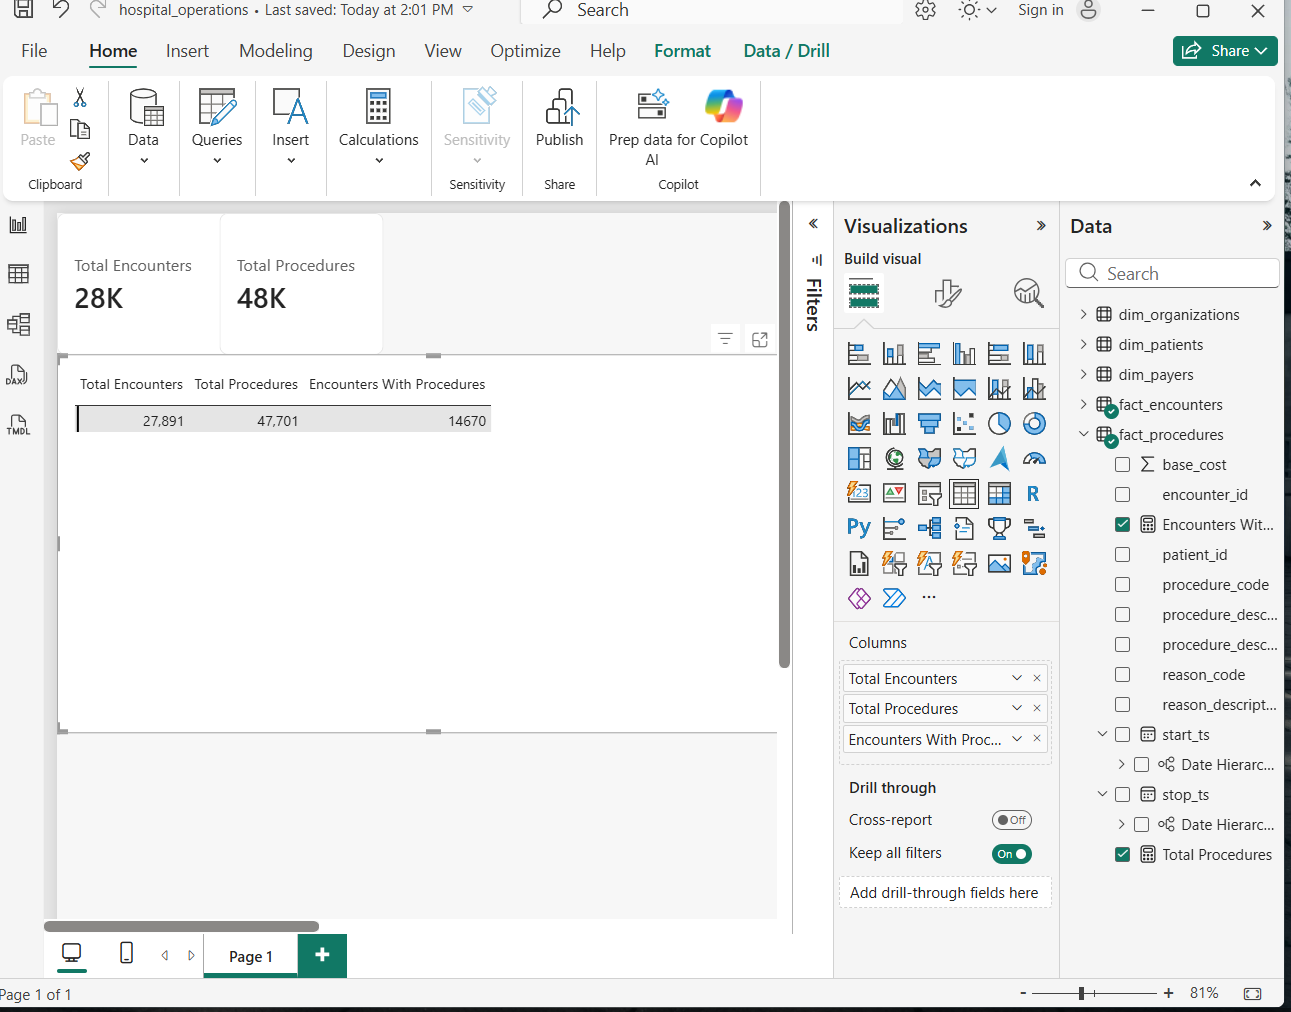 hospital_operations • Last saved: Today at 2:01 PM
Search
Sign in
File
Home
Insert
Modeling
Design
View
Optimize
Help
Format
Data / Drill
Share
Paste
Data
Queries
Insert
Calculations
Sensitivity
Publish
Prep data for AI
Copilot
Clipboard
Sensitivity
Share
Copilot
DAX
TMDL
Total Encounters
28K
Total Procedures
48K
Total Encounters Total Procedures Encounters With Procedures
27,891 47,701 14670
Filters
Visualizations
Build visual
123
R
Py
...
Columns
Total Encounters
Total Procedures
Encounters With Proc...
Drill through
Cross-report
Off
Keep all filters
On
Add drill-through fields here
Data
Search
dim_organizations
dim_patients
dim_payers
fact_encounters
fact_procedures
base_cost
encounter_id
Encounters Wit...
patient_id
procedure_code
procedure_desc...
procedure_desc...
reason_code
reason_descript...
start_ts
Date Hierarc...
stop_ts
Date Hierarc...
Total Procedures
Page 1
+
Page 1 of 1
- + 81%